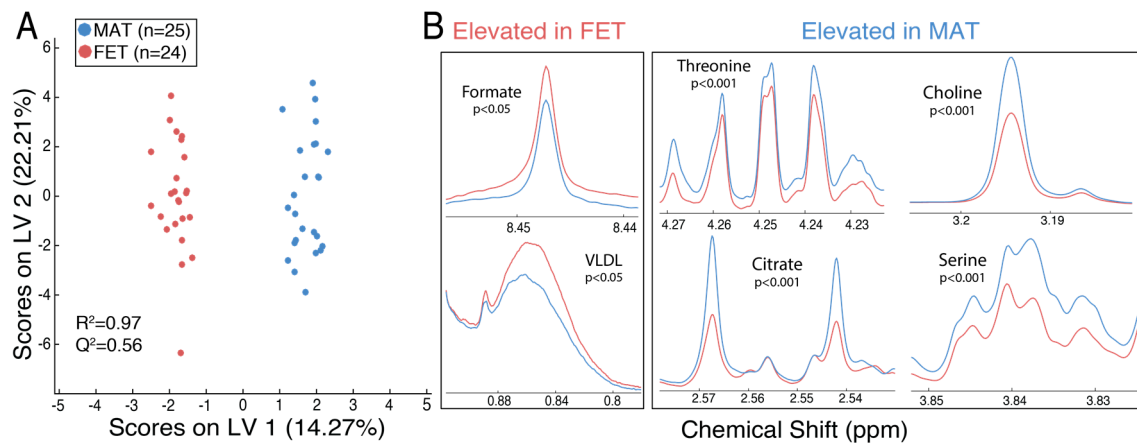 A
MAT (n=25)
FET (n=24)
Scores on LV 2 (22.21%)
6
4
2
0
-2
-4
-6
R²=0.97
Q²=0.56
-5 -4 -3 -2 -1 0 1 2 3 4 5
Scores on LV 1 (14.27%)
B
Elevated in FET
Elevated in MAT
Formate
p<0.05
8.45 8.44
Threonine
p<0.001
4.27 4.26 4.25 4.24 4.23
Choline
p<0.001
3.2 3.19
VLDL
p<0.05
0.88 0.84 0.8
Citrate
p<0.001
2.57 2.56 2.55 2.54
Serine
p<0.001
3.85 3.84 3.83
Chemical Shift (ppm)